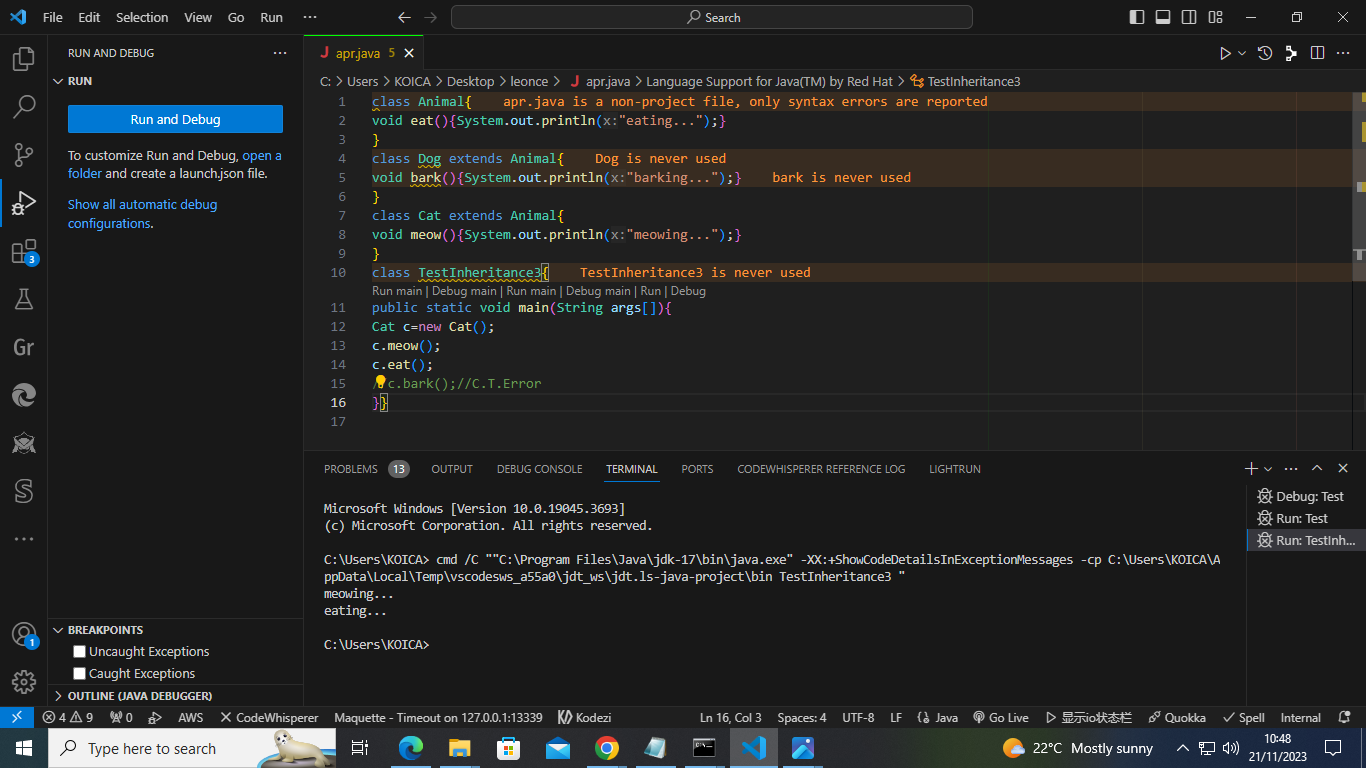 File Edit Selection View Go Run ··· Search
RUN AND DEBUG ···
RUN
Run and Debug
To customize Run and Debug, open a
folder and create a launch.json file.
Show all automatic debug
configurations.
3
Gr
1
BREAKPOINTS
Uncaught Exceptions
Caught Exceptions
OUTLINE (JAVA DEBUGGER)
J apr.java 5
C: > Users > KOICA > Desktop > leonce > J apr.java > Language Support for Java(TM) by Red Hat > TestInheritance3
1 class Animal{ apr.java is a non-project file, only syntax errors are reported
2 void eat(){System.out.println(x:"eating...");}
3 }
4 class Dog extends Animal{ Dog is never used
5 void bark(){System.out.println(x:"barking...");} bark is never used
6 }
7 class Cat extends Animal{
8 void meow(){System.out.println(x:"meowing...");}
9 }
10 class TestInheritance3{ TestInheritance3 is never used
Run main | Debug main | Run main | Debug main | Run | Debug
11 public static void main(String args[]){
12 Cat c=new Cat();
13 c.meow();
14 c.eat();
15 /c.bark();//C.T.Error
16 }}
17
PROBLEMS 13 OUTPUT DEBUG CONSOLE TERMINAL PORTS CODEWHISPERER REFERENCE LOG LIGHTRUN
Microsoft Windows [Version 10.0.19045.3693]
(c) Microsoft Corporation. All rights reserved.
C:\Users\KOICA> cmd /C ""C:\Program Files\Java\jdk-17\bin\java.exe" -XX:+ShowCodeDetailsInExceptionMessages -cp C:\Users\KOICA\A
ppData\Local\Temp\vscodesws_a55a0\jdt_ws\jdt.ls-java-project\bin TestInheritance3 "
meowing...
eating...
C:\Users\KOICA>
Debug: Test
Run: Test
Run: TestInh...
4 9 0 AWS CodeWhisperer Maquette - Timeout on 127.0.0.1:13339 Kodezi Ln 16, Col 3 Spaces: 4 UTF-8 LF {} Java Go Live 显示io状态栏 Quokka Spell Internal
Type here to search 22°C Mostly sunny 10:48
21/11/2023